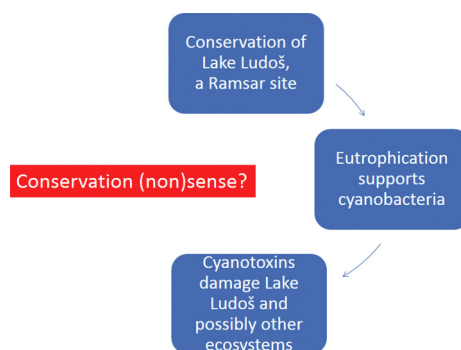 Conservation of
Lake Ludoš,
a Ramsar site
Conservation (non)sense?
Eutrophication
supports
cyanobacteria
Cyanotoxins
damage Lake
Ludoš and
possibly other
ecosystems